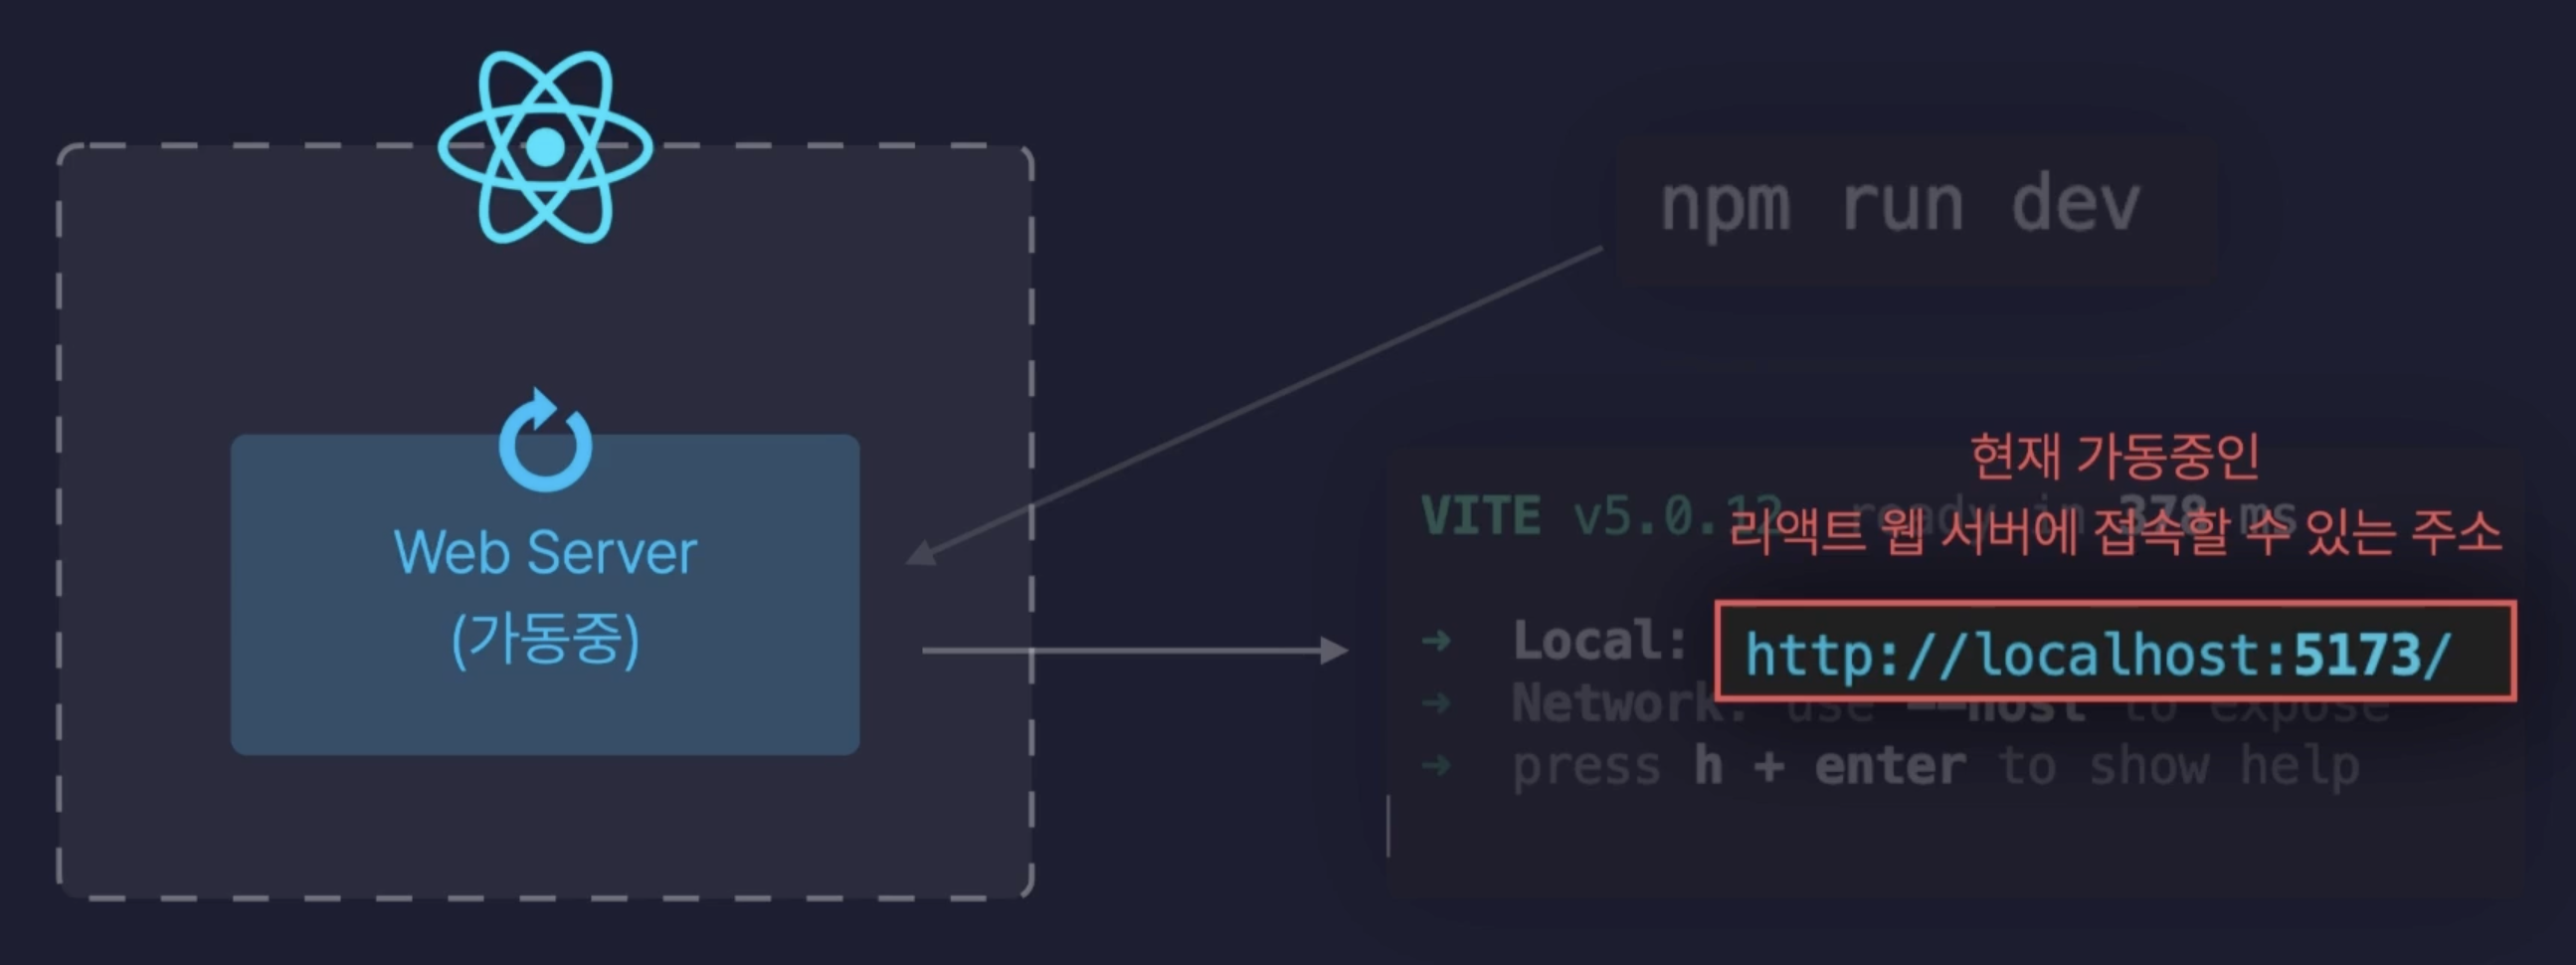 npm run dev
Web Server
(가동중)
현재 가동중인
리액트 웹 서버에 접속할 수 있는 주소
VITE v5.0.12 ready in 378 ms
➜ Local: http://localhost:5173/
➜ Network: use --host to expose
➜ press h + enter to show help